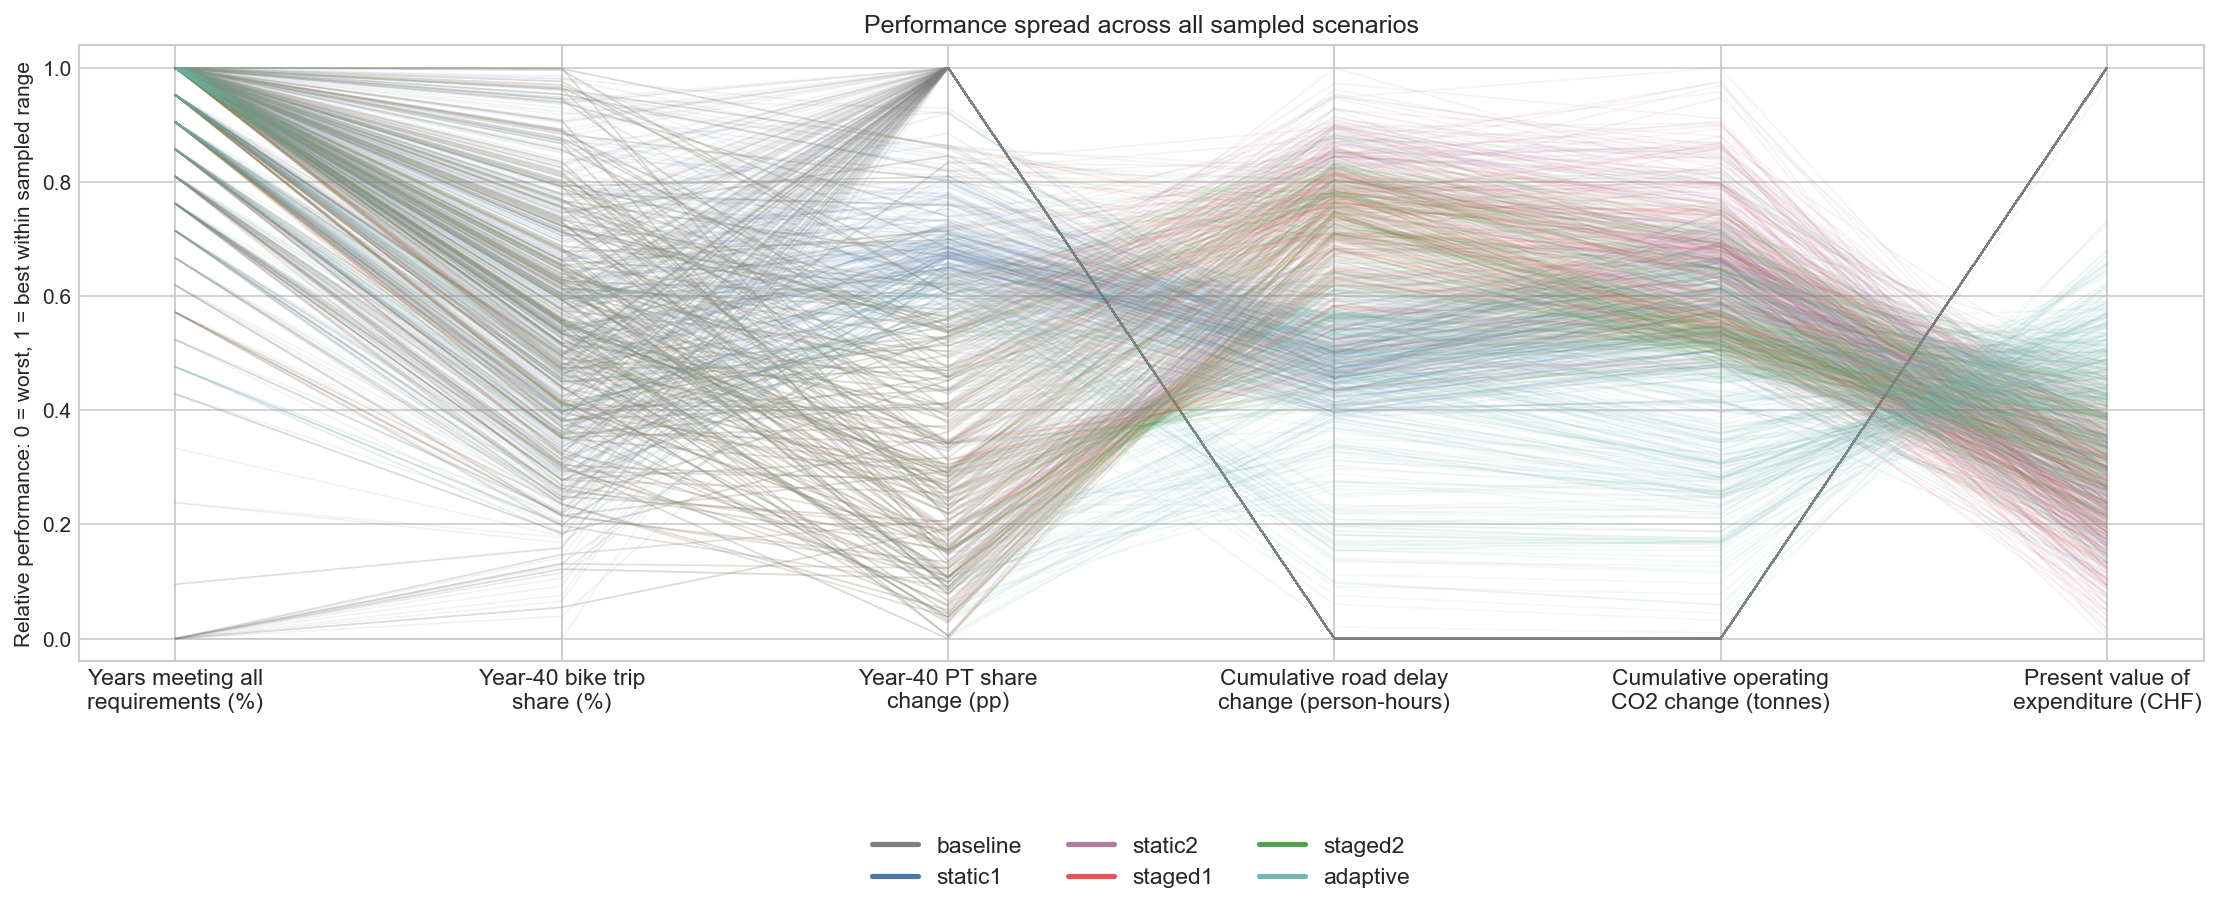 Performance spread across all sampled scenarios
Relative performance: 0 = worst, 1 = best within sampled range
1.0
0.8
0.6
0.4
0.2
0.0
Years meeting all
requirements (%)
Year-40 bike trip
share (%)
Year-40 PT share
change (pp)
Cumulative road delay
change (person-hours)
Cumulative operating
CO2 change (tonnes)
Present value of
expenditure (CHF)
baseline
static1
static2
staged1
staged2
adaptive